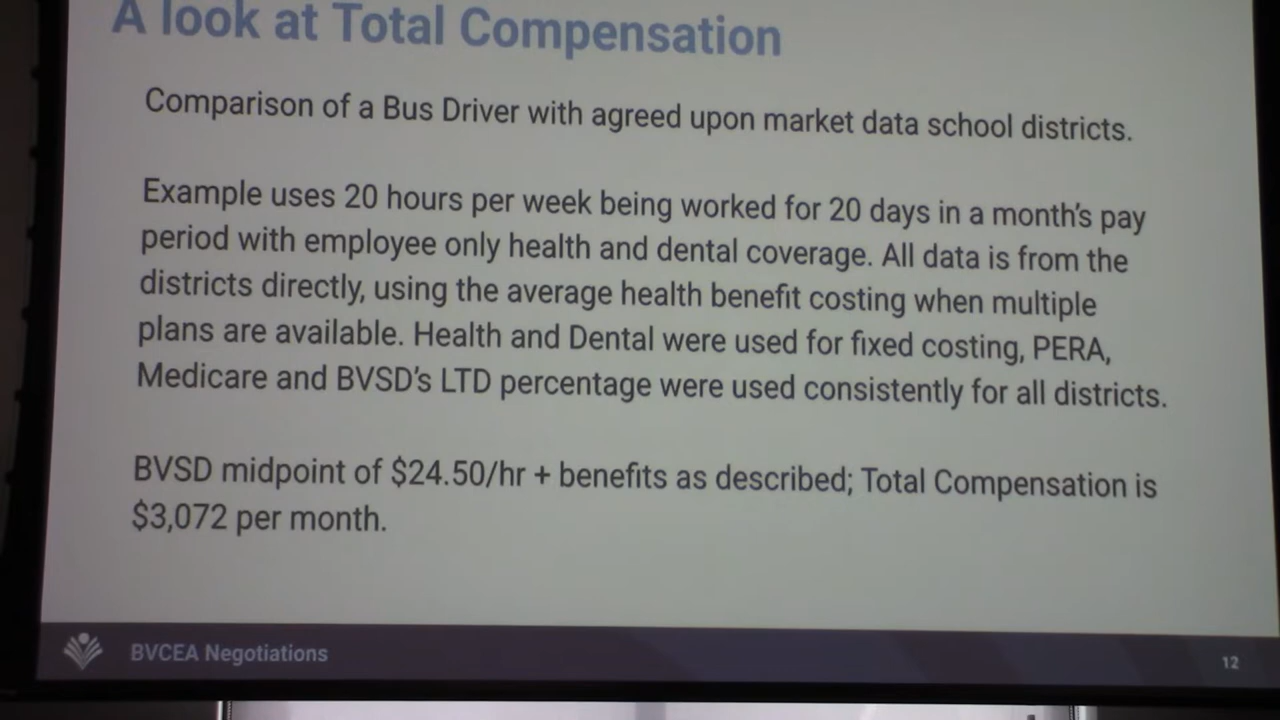 A look at Total Compensation
Comparison of a Bus Driver with agreed upon market data school districts.
Example uses 20 hours per week being worked for 20 days in a month's pay
period with employee only health and dental coverage. All data is from the
districts directly, using the average health benefit costing when multiple
plans are available. Health and Dental were used for fixed costing, PERA,
Medicare and BVSD's LTD percentage were used consistently for all districts.
BVSD midpoint of $24.50/hr + benefits as described; Total Compensation is
$3,072 per month.
BVCEA Negotiations
12